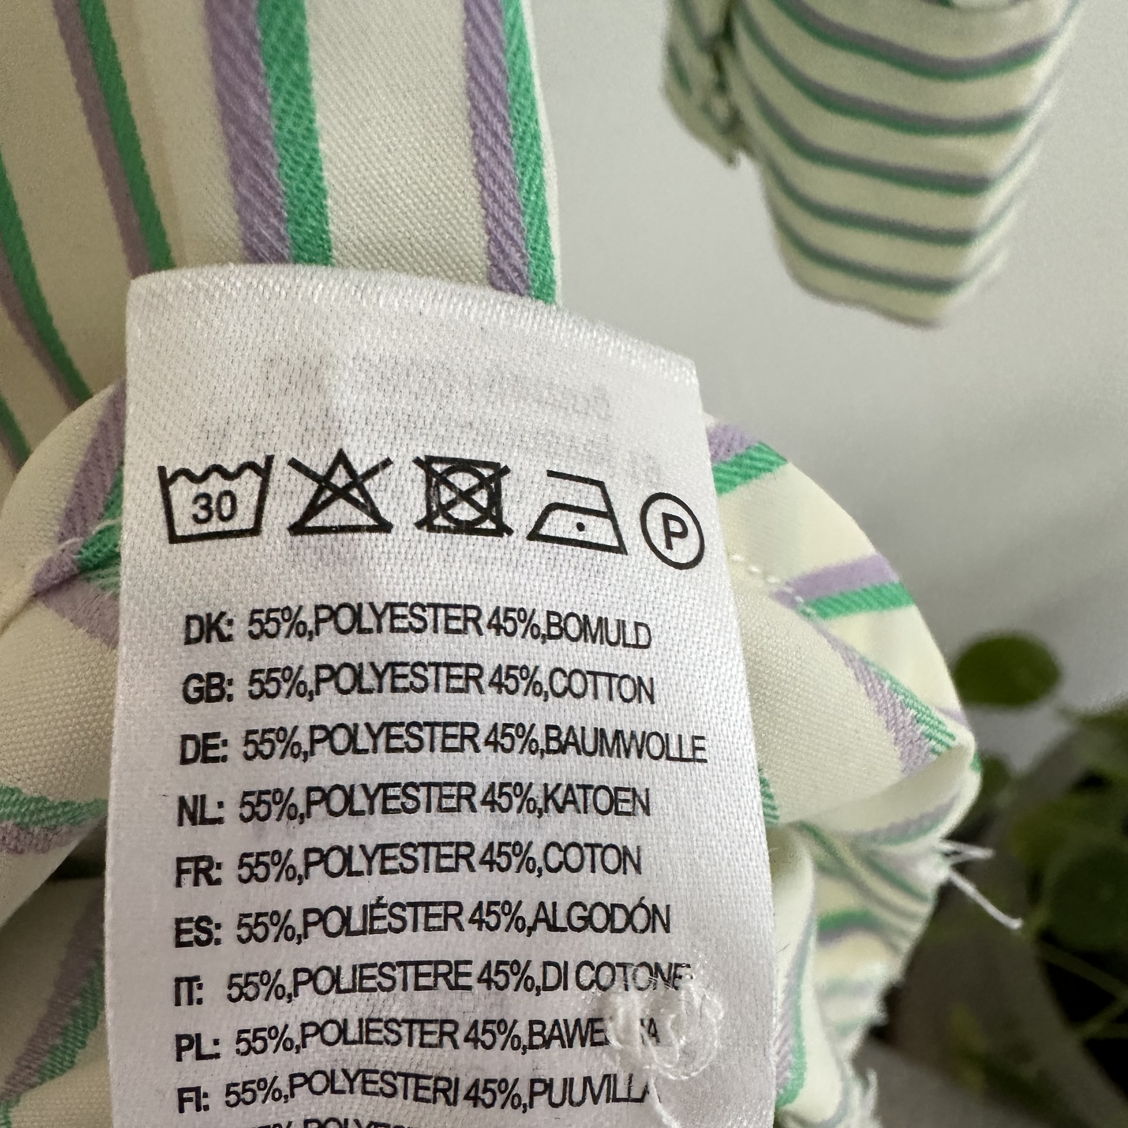 30
P
DK: 55%,POLYESTER 45%,BOMULD
GB: 55%,POLYESTER 45%,COTTON
DE: 55%,POLYESTER 45%,BAUMWOLLE
NL: 55%,POLYESTER 45%,KATOEN
FR: 55%,POLYESTER 45%,COTON
ES: 55%,POLIÉSTER 45%,ALGODÓN
IT: 55%,POLIESTERE 45%,DI COTONE
PL: 55%,POLIESTER 45%,
FI: 55%,POLYESTERI 45%,PUUVILLA